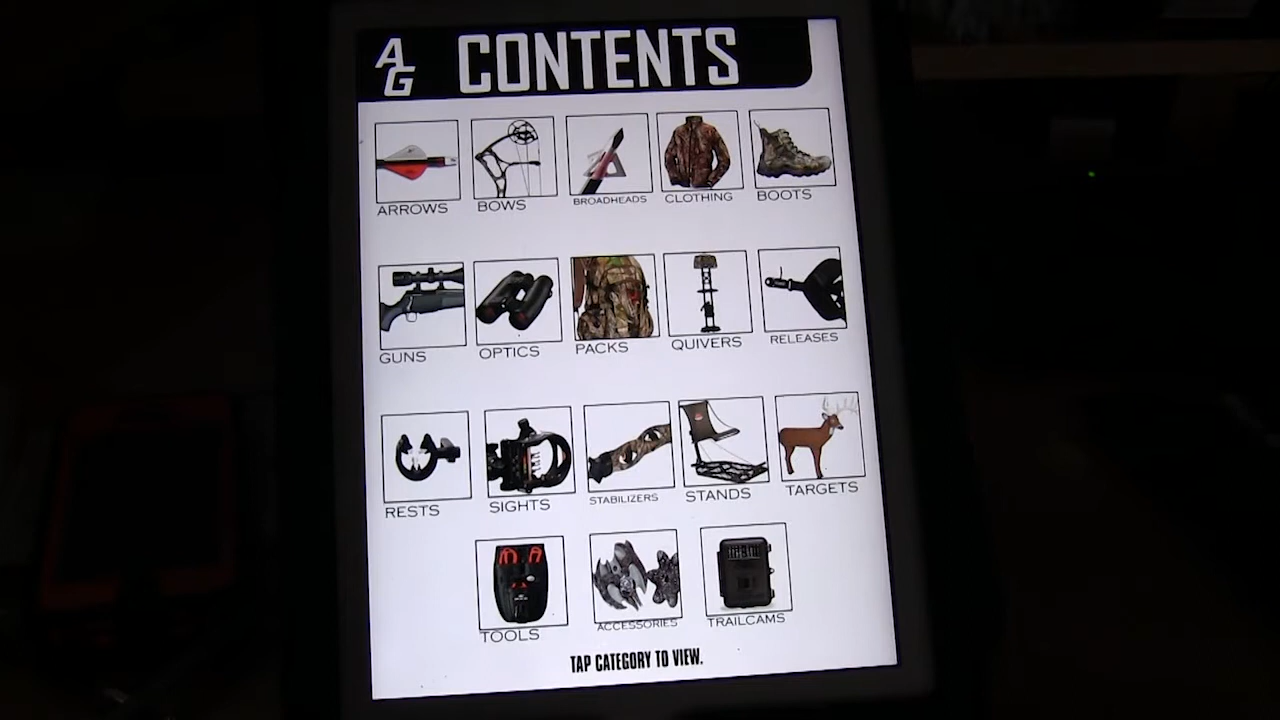 AG CONTENTS
ARROWS BOWS BROADHEADS CLOTHING BOOTS
GUNS OPTICS PACKS QUIVERS RELEASES
RESTS SIGHTS STABILIZERS STANDS TARGETS
TOOLS ACCESSORIES TRAILCAMS
TAP CATEGORY TO VIEW.